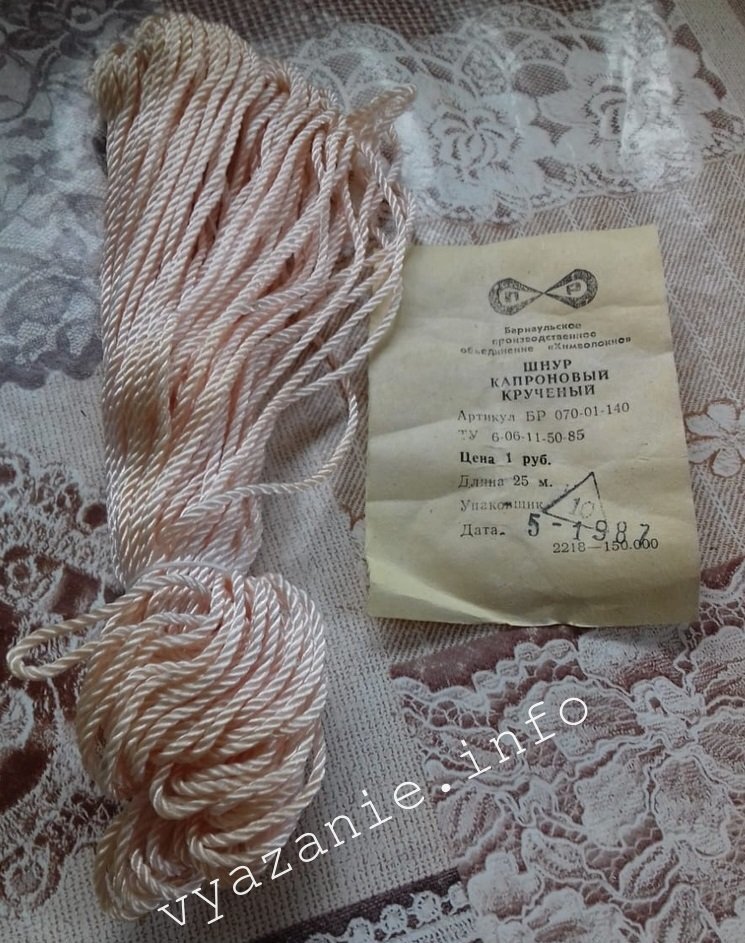 Барнаульское
производственное
объединение «Химволокно»
ШНУР
КАПРОНОВЫЙ
КРУЧЕНЫЙ
Артикул БР 070-01-140
ТУ 6-06-11-50-85
Цена 1 руб.
Длина 25 м.
Упаковщик 10
Дата. 5-1987
2218—150.000
vyazanie.info